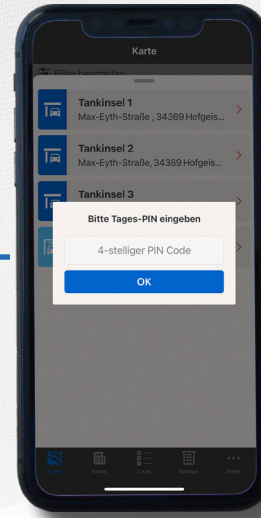 Karte
Filter bearbeiten
Tankinsel 1
Max-Eyth-Straße , 34369 Hofgeis...
Tankinsel 2
Max-Eyth-Straße, 34369 Hofgeis...
Tankinsel 3
Bitte Tages-PIN eingeben
4-stelliger PIN Code
OK
Karte
News
Liste
Belege
Mehr